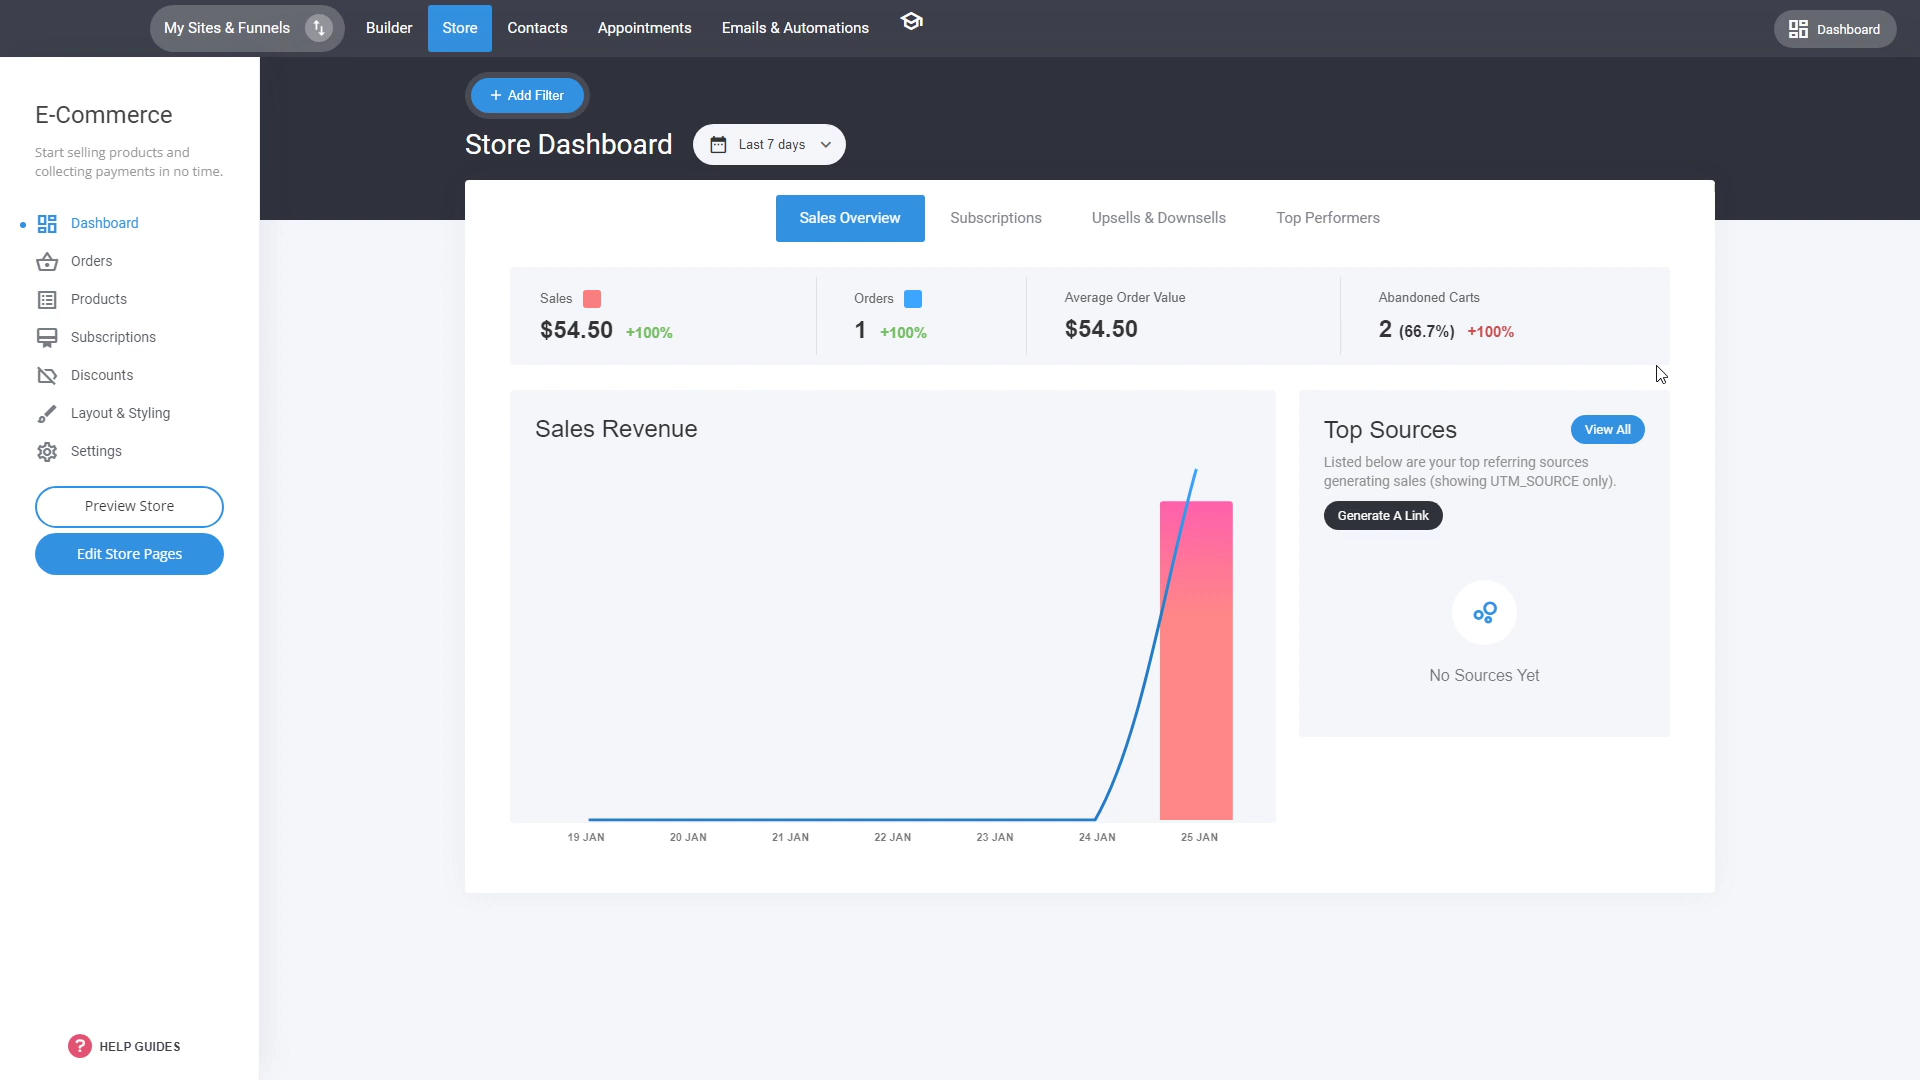 My Sites & Funnels
Builder
Store
Contacts
Appointments
Emails & Automations
Dashboard
E-Commerce
Start selling products and
collecting payments in no time.
Dashboard
Orders
Products
Subscriptions
Discounts
Layout & Styling
Settings
Preview Store
Edit Store Pages
? HELP GUIDES
+ Add Filter
Store Dashboard
Last 7 days
Sales Overview
Subscriptions
Upsells & Downsells
Top Performers
Sales
$54.50 +100%
Orders
1 +100%
Average Order Value
$54.50
Abandoned Carts
2 (66.7%) +100%
Sales Revenue
19 JAN
20 JAN
21 JAN
22 JAN
23 JAN
24 JAN
25 JAN
Top Sources
View All
Listed below are your top referring sources
generating sales (showing UTM_SOURCE only).
Generate A Link
No Sources Yet